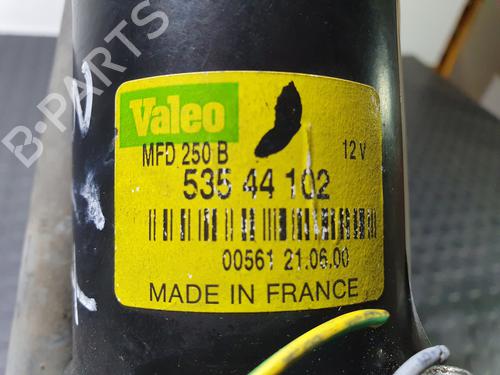 B-PARTS
Valeo
MFD 250 B 12 V
535 44 102
00561 21.06.00
MADE IN FRANCE